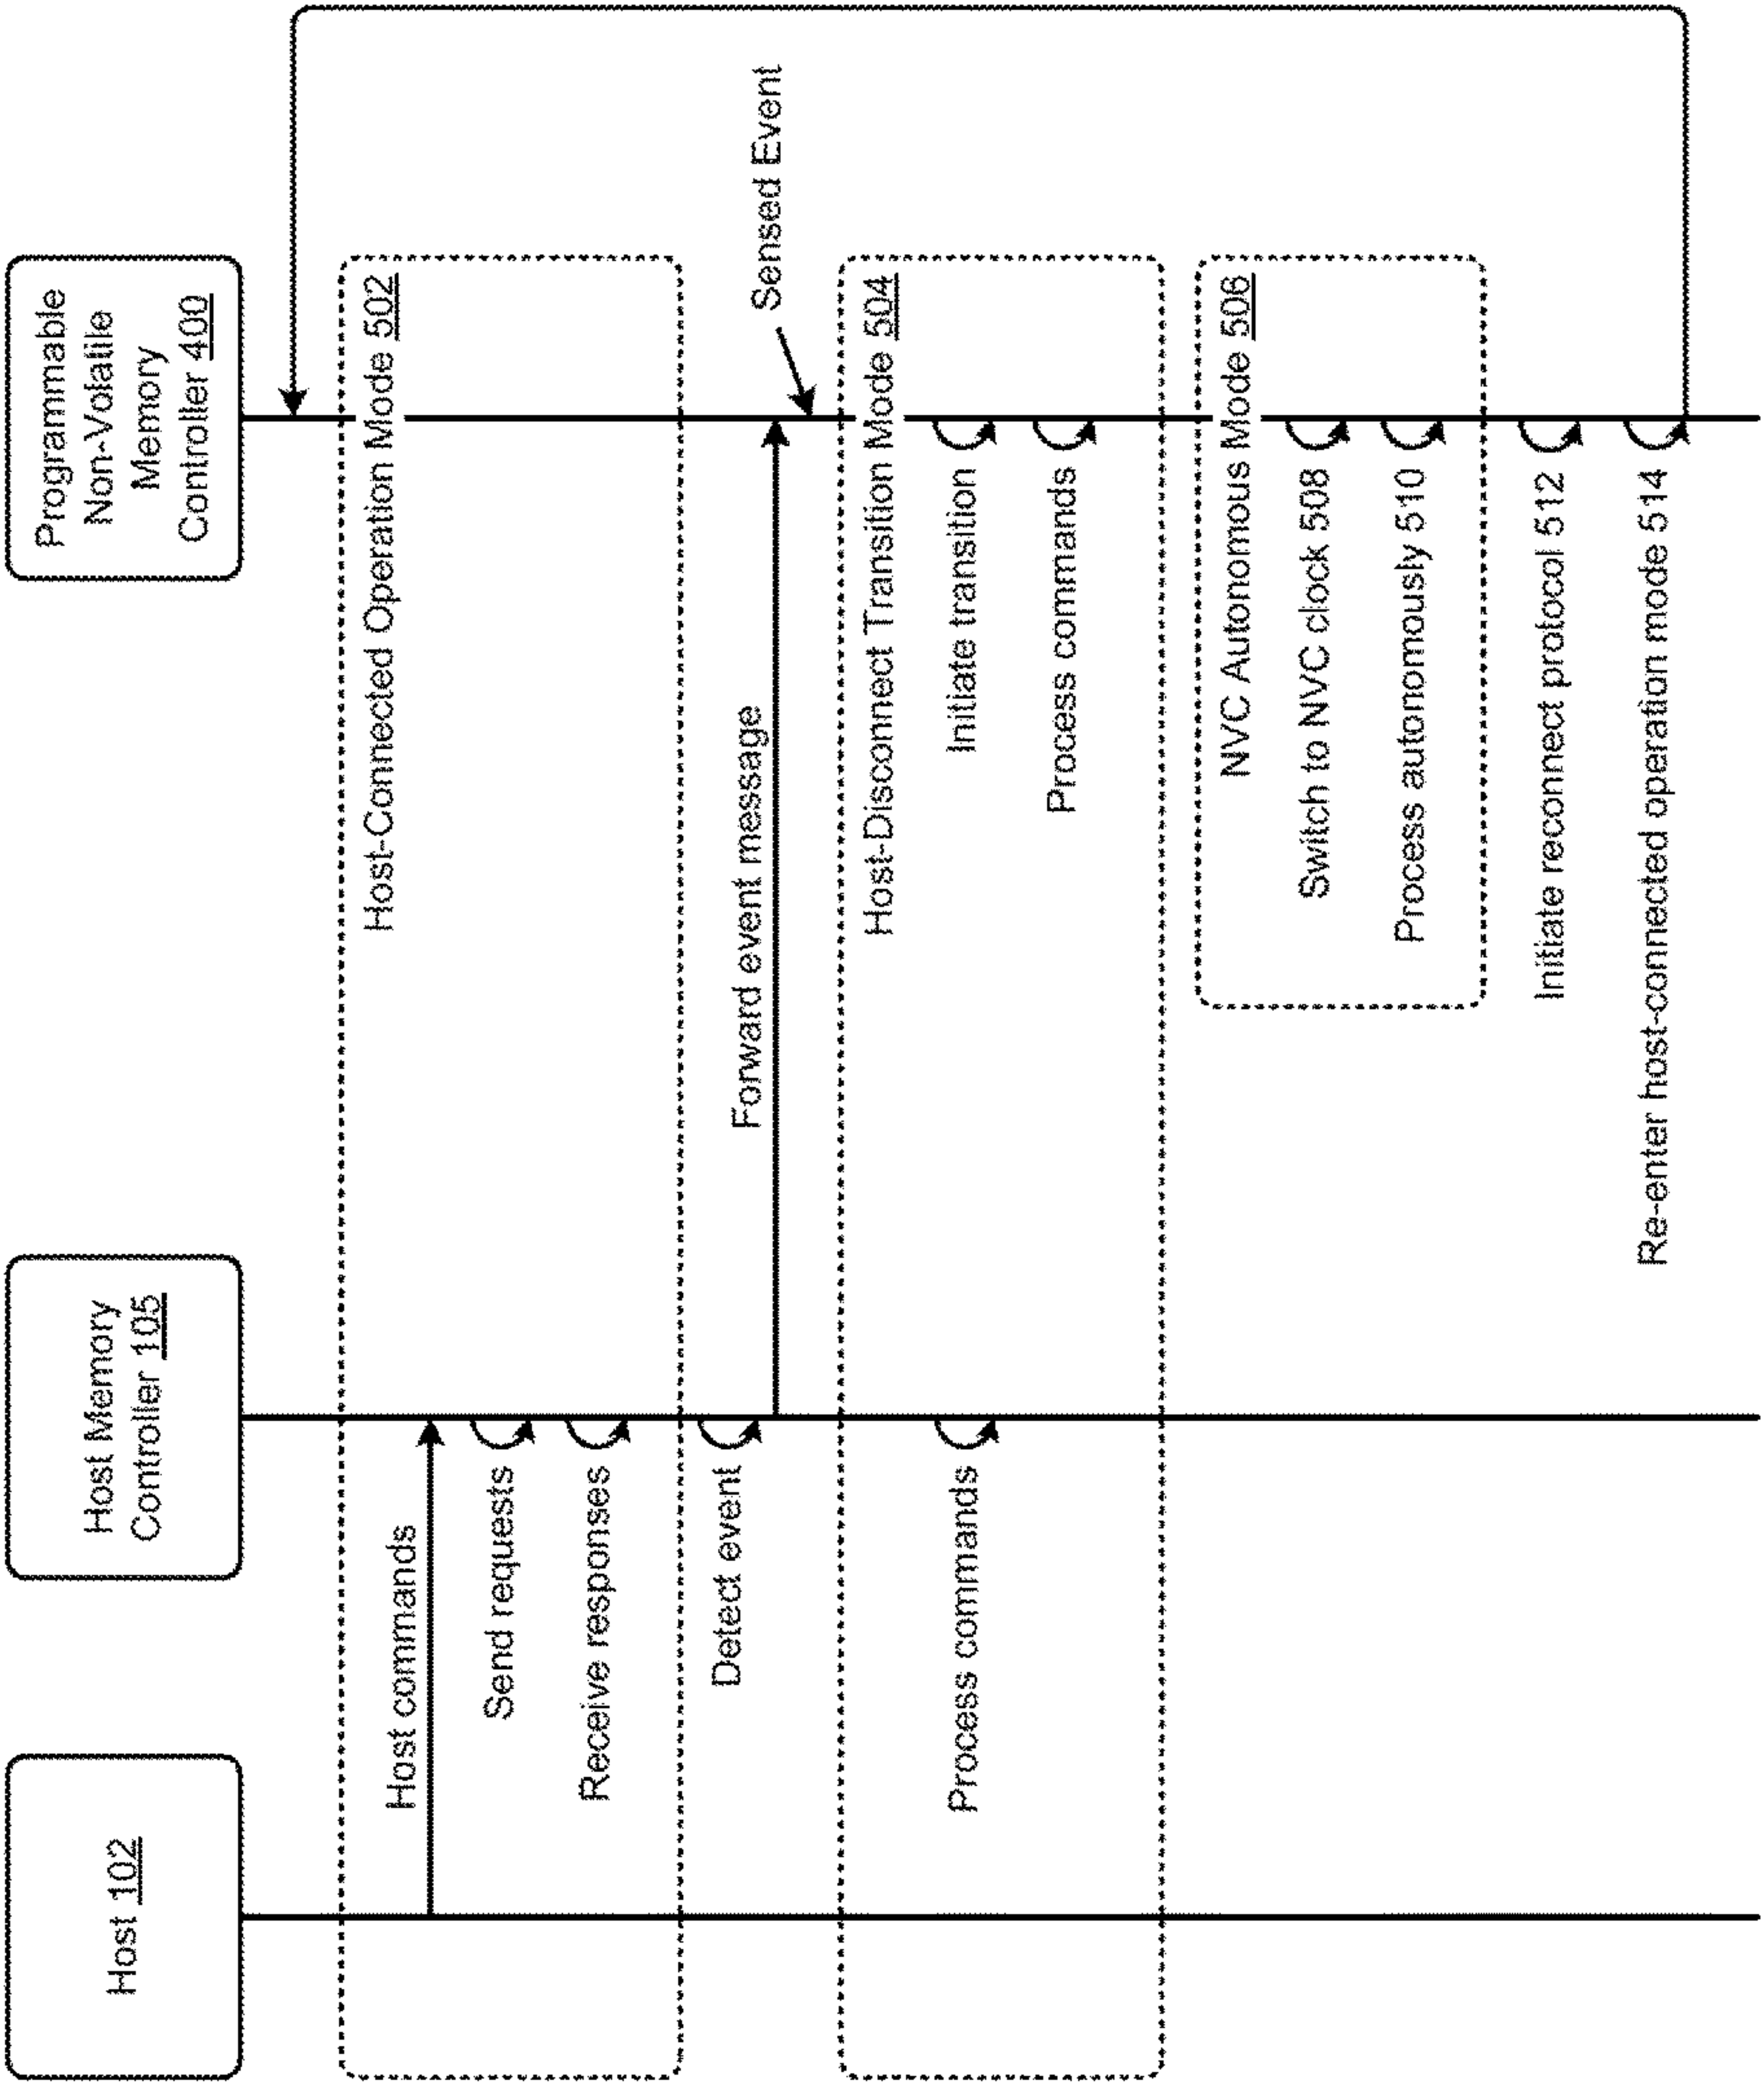 Host 102
Host Memory
Controller 105
Programmable
Non-Volatile
Memory
Controller 400
Host-Connected Operation Mode 502
Host commands
Send requests
Receive responses
Detect event
Forward event message
Sensed Event
Host-Disconnect Transition Mode 504
Process commands
Initiate transition
Process commands
NVC Autonomous Mode 506
Switch to NVC clock 508
Process autonomously 510
Initiate reconnect protocol 512
Re-enter host-connected operation mode 514